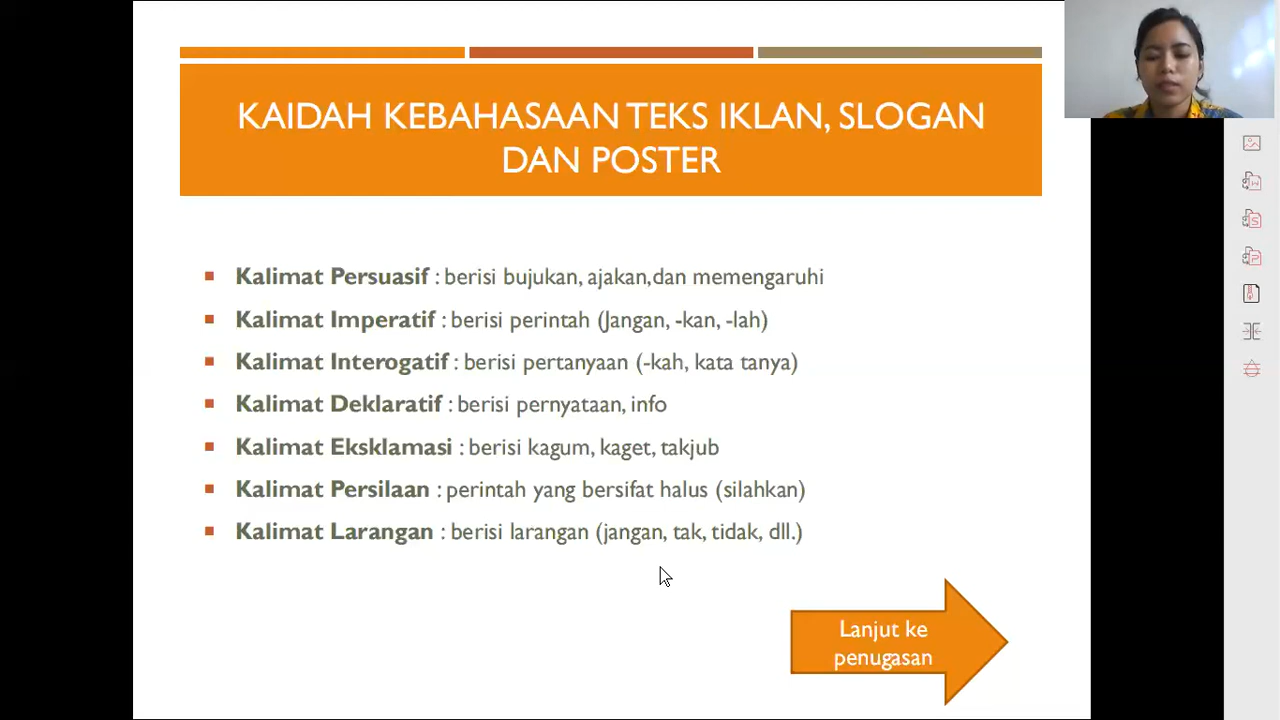 KAIDAH KEBAHASAAN TEKS IKLAN, SLOGAN
DAN POSTER
Kalimat Persuasif : berisi bujukan, ajakan,dan memengaruhi
Kalimat Imperatif : berisi perintah (Jangan, -kan, -lah)
Kalimat Interogatif : berisi pertanyaan (-kah, kata tanya)
Kalimat Deklaratif : berisi pernyataan, info
Kalimat Eksklamasi : berisi kagum, kaget, takjub
Kalimat Persilaan : perintah yang bersifat halus (silahkan)
Kalimat Larangan : berisi larangan (jangan, tak, tidak, dll.)
Lanjut ke
penugasan